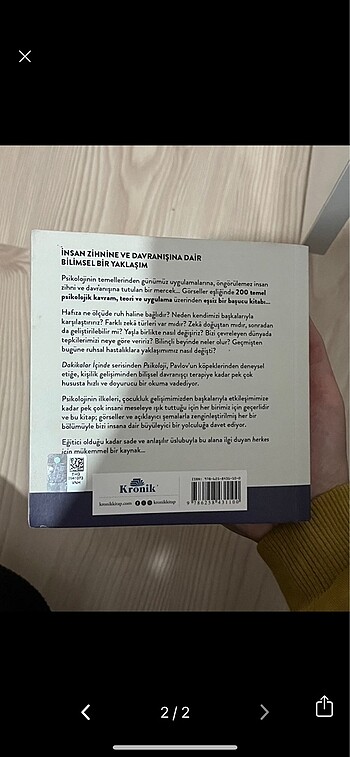 İNSAN ZİHNİNE VE DAVRANIŞINA DAİR
BİLİMSEL BİR YAKLAŞIM
Psikolojinin temellerinden günümüz uygulamalarına, öngörülemez insan
zihni ve davranışına tutulan bir mercek... Görseller eşliğinde 200 temel
psikolojik kavram, teori ve uygulama üzerinden eşsiz bir başucu kitabı...
Hafıza ne ölçüde ruh haline bağlıdır? Neden kendimizi başkalarıyla
karşılaştırırız? Farklı zekâ türleri var mıdır? Zekâ doğuştan mıdır, sonradan
da geliştirilebilir mi? Yaşla birlikte nasıl değişiriz? Bizi çevreleyen dünyada
tepkilerimizi neye göre veririz? Bilinçli beyinde neler olur? Geçmişten
bugüne ruhsal hastalıklara yaklaşımımız nasıl değişti?
Dakikalar İçinde serisinden Psikoloji, Pavlov'un köpeklerinden deneysel
etiğe, kişilik gelişiminden bilişsel davranışçı terapiye kadar pek çok
hususta hızlı ve doyurucu bir okuma vadediyor.
Psikolojinin ilkeleri, çocukluk gelişimimizden başkalarıyla etkileşimimize
kadar pek çok insani meseleye ışık tuttuğu için her birimiz için geçerlidir
ve bu kitap; görseller ve açıklayıcı şemalarla zenginleştirilmiş her bir
bölümüyle bizi insana dair büyüleyici bir yolculuğa davet ediyor.
Eğitici olduğu kadar sade ve anlaşılır üslubuyla bu alana ilgi duyan herkes
için mükemmel bir kaynak...
Kronik
kronikkitap.com
kronikkitap
9 786258 431100
2 / 2